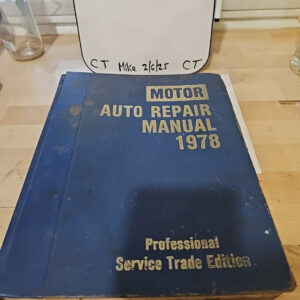 CT Mike 2/6/25 CT
MOTOR
AUTO REPAIR
MANUAL
1978
Professional
Service Trade Edition